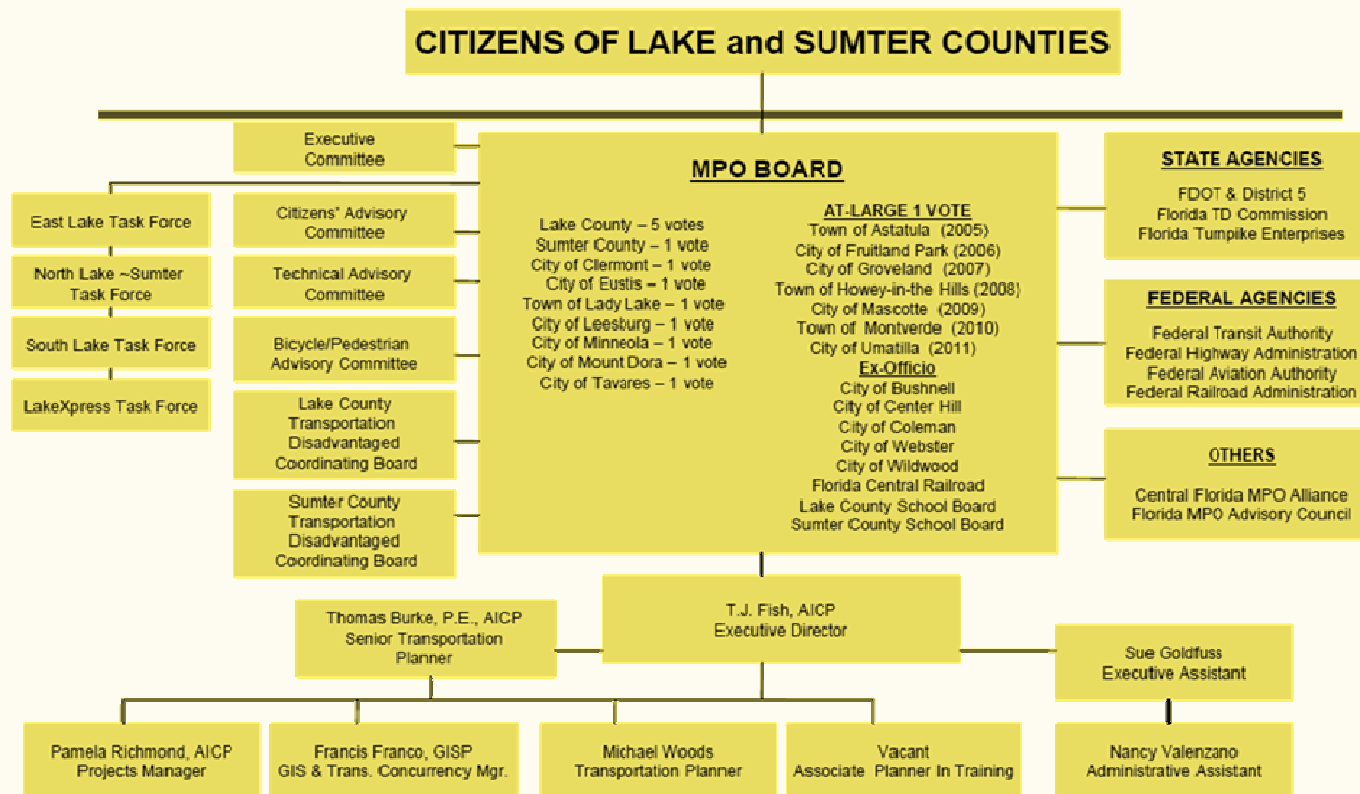 CITIZENS OF LAKE and SUMTER COUNTIES
Executive
Committee
East Lake Task Force
North Lake ~Sumter
Task Force
South Lake Task Force
LakeXpress Task Force
Citizens' Advisory
Committee
Technical Advisory
Committee
Bicycle/Pedestrian
Advisory Committee
Lake County
Transportation
Disadvantaged
Coordinating Board
Sumter County
Transportation
Disadvantaged
Coordinating Board
MPO BOARD
Lake County – 5 votes
Sumter County – 1 vote
City of Clermont – 1 vote
City of Eustis – 1 vote
Town of Lady Lake – 1 vote
City of Leesburg – 1 vote
City of Minneola – 1 vote
City of Mount Dora – 1 vote
City of Tavares – 1 vote
AT-LARGE 1 VOTE
Town of Astatula (2005)
City of Fruitland Park (2006)
City of Groveland (2007)
Town of Howey-in-the Hills (2008)
City of Mascotte (2009)
Town of Montverde (2010)
City of Umatilla (2011)
Ex-Officio
City of Bushnell
City of Center Hill
City of Coleman
City of Webster
City of Wildwood
Florida Central Railroad
Lake County School Board
Sumter County School Board
STATE AGENCIES
FDOT & District 5
Florida TD Commission
Florida Turnpike Enterprises
FEDERAL AGENCIES
Federal Transit Authority
Federal Highway Administration
Federal Aviation Authority
Federal Railroad Administration
OTHERS
Central Florida MPO Alliance
Florida MPO Advisory Council
T.J. Fish, AICP
Executive Director
Thomas Burke, P.E., AICP
Senior Transportation
Planner
Sue Goldfuss
Executive Assistant
Pamela Richmond, AICP
Projects Manager
Francis Franco, GISP
GIS & Trans. Concurrency Mgr.
Michael Woods
Transportation Planner
Vacant
Associate Planner In Training
Nancy Valenzano
Administrative Assistant